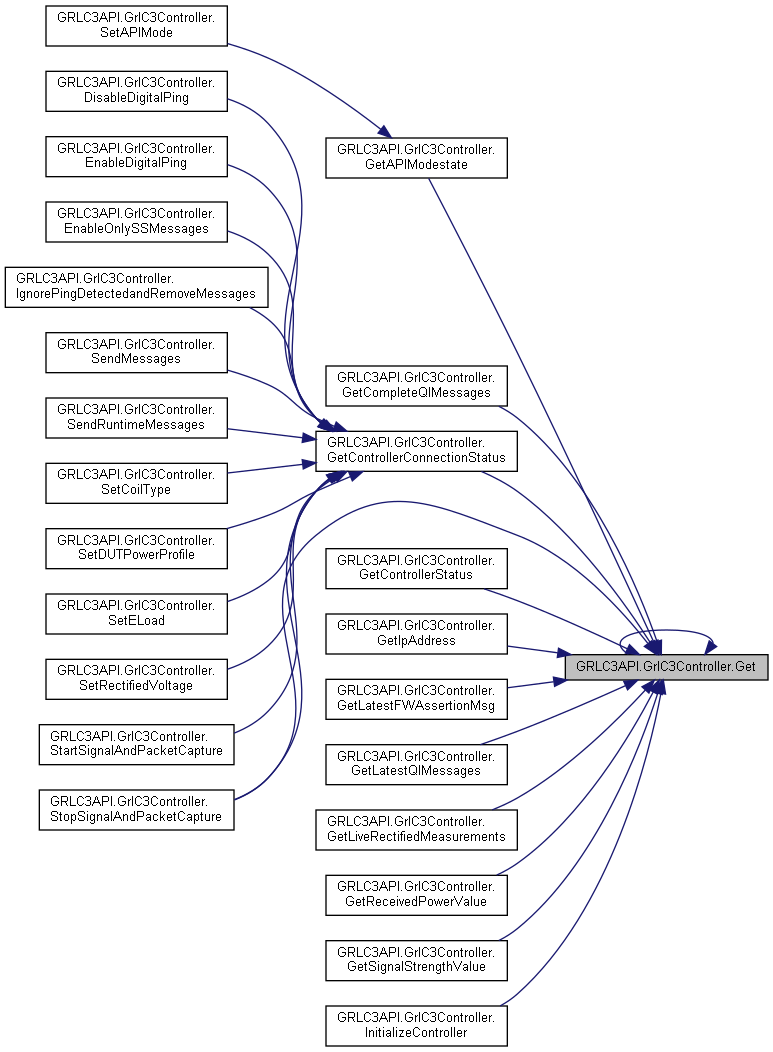 GRLC3API.GrlC3Controller.
SetAPIMode
GRLC3API.GrlC3Controller.
DisableDigitalPing
GRLC3API.GrlC3Controller.
EnableDigitalPing
GRLC3API.GrlC3Controller.
EnableOnlySSMessages
GRLC3API.GrlC3Controller.
IgnorePingDetectedandRemoveMessages
GRLC3API.GrlC3Controller.
SendMessages
GRLC3API.GrlC3Controller.
SendRuntimeMessages
GRLC3API.GrlC3Controller.
SetCoilType
GRLC3API.GrlC3Controller.
SetDUTPowerProfile
GRLC3API.GrlC3Controller.
SetELoad
GRLC3API.GrlC3Controller.
SetRectifiedVoltage
GRLC3API.GrlC3Controller.
StartSignalAndPacketCapture
GRLC3API.GrlC3Controller.
StopSignalAndPacketCapture
GRLC3API.GrlC3Controller.
GetAPIModestate
GRLC3API.GrlC3Controller.
GetCompleteQIMessages
GRLC3API.GrlC3Controller.
GetControllerConnectionStatus
GRLC3API.GrlC3Controller.
GetControllerStatus
GRLC3API.GrlC3Controller.
GetIpAddress
GRLC3API.GrlC3Controller.
GetLatestFWAssertionMsg
GRLC3API.GrlC3Controller.
GetLatestQIMessages
GRLC3API.GrlC3Controller.
GetLiveRectifiedMeasurements
GRLC3API.GrlC3Controller.
GetReceivedPowerValue
GRLC3API.GrlC3Controller.
GetSignalStrengthValue
GRLC3API.GrlC3Controller.
InitializeController
GRLC3API.GrlC3Controller.Get